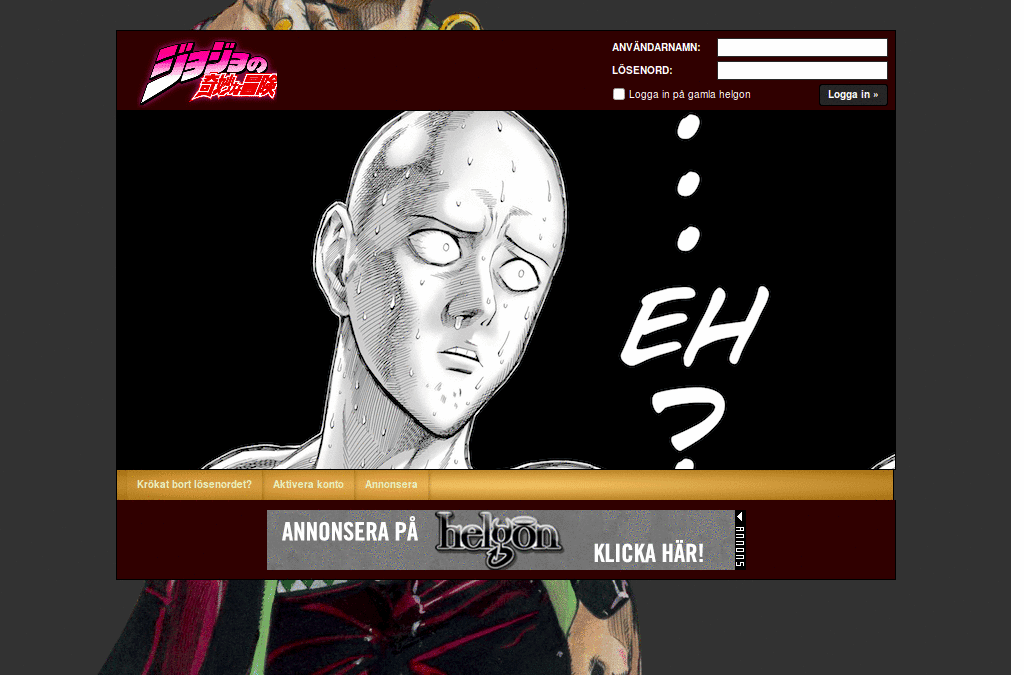 ジョジョの
奇妙な冒険
ANVÄNDARNAMN:
LÖSENORD:
Logga in på gamla helgon
Logga in »
EH
?
Krökat bort lösenordet?
Aktivera konto
Annonsera
ANNONSERA PÅ helgon KLICKA HÄR!
ANNONS